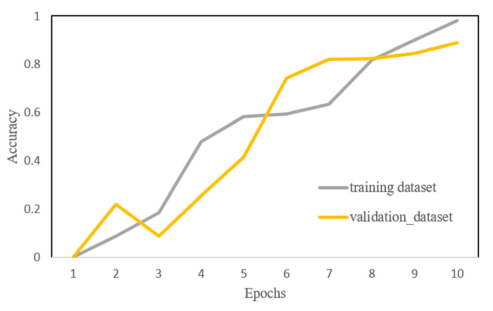 1
0.8
0.6
0.4
0.2
0
Accuracy
training dataset
validation_dataset
1 2 3 4 5 6 7 8 9 10
Epochs